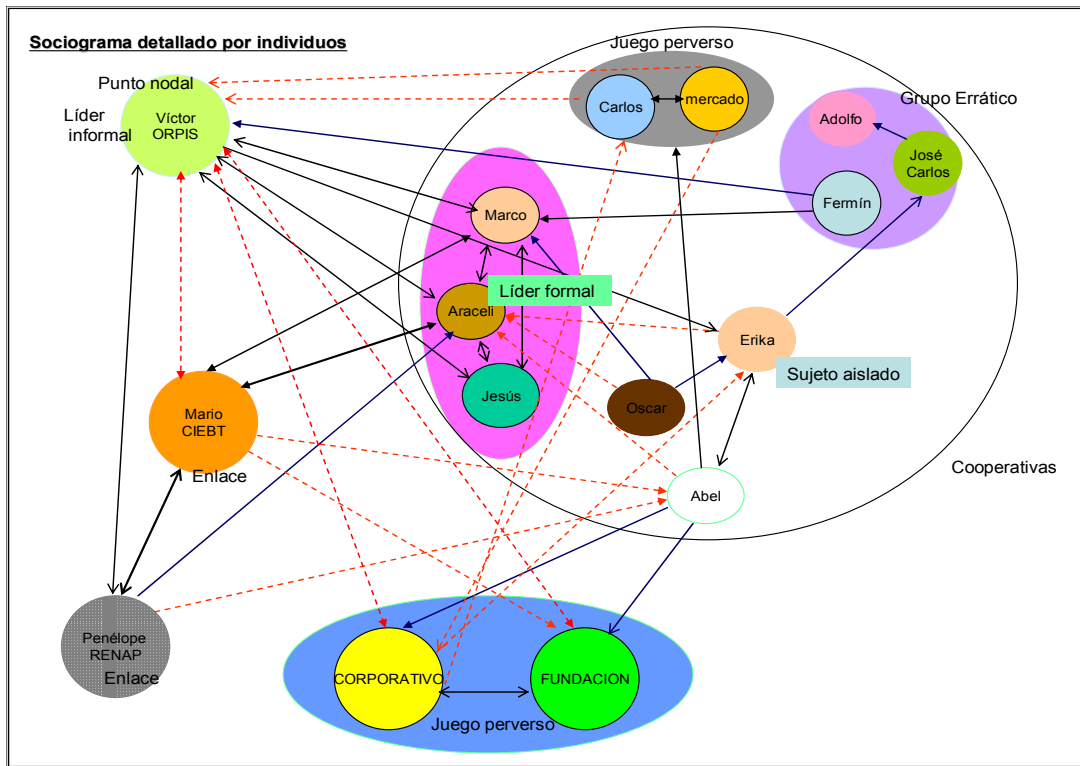 Sociograma detallado por individuos
Juego perverso
Punto nodal
Líder
informal
Víctor
ORPIS
Carlos
mercado
Grupo Errático
Adolfo
José
Carlos
Fermín
Marco
Líder formal
Araceli
Erika
Sujeto aislado
Jesús
Oscar
Mario
CIEBT
Enlace
Cooperativas
Abel
Penélope
RENAP
Enlace
CORPORATIVO
FUNDACION
Juego perverso